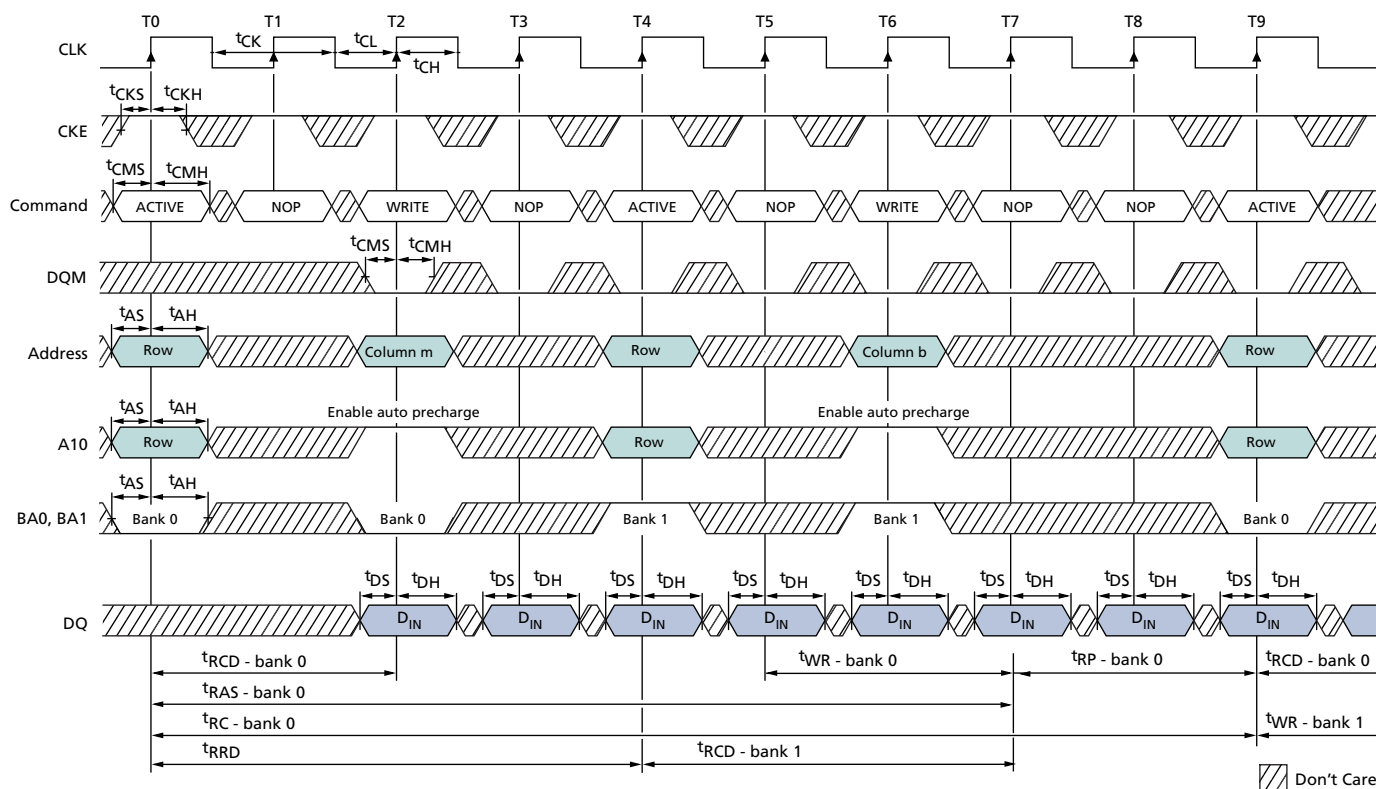 T0 T1 T2 T3 T4 T5 T6 T7 T8 T9
CLK
tCK tCL tCH
tCKS tCKH
CKE
tCMS tCMH
Command ACTIVE NOP WRITE NOP ACTIVE NOP WRITE NOP NOP ACTIVE
tCMS tCMH
DQM
tAS tAH
Address Row Column m Row Column b Row
tAS tAH Enable auto precharge Enable auto precharge
A10 Row Row Row
tAS tAH
BA0, BA1 Bank 0 Bank 0 Bank 1 Bank 1 Bank 0
tDS tDH tDS tDH tDS tDH tDS tDH tDS tDH tDS tDH tDS tDH tDS tDH
DQ DIN DIN DIN DIN DIN DIN DIN DIN
tRCD - bank 0 tWR - bank 0 tRP - bank 0 tRCD - bank 0
tRAS - bank 0
tRC - bank 0 tWR - bank 1
tRRD tRCD - bank 1
Don't Care